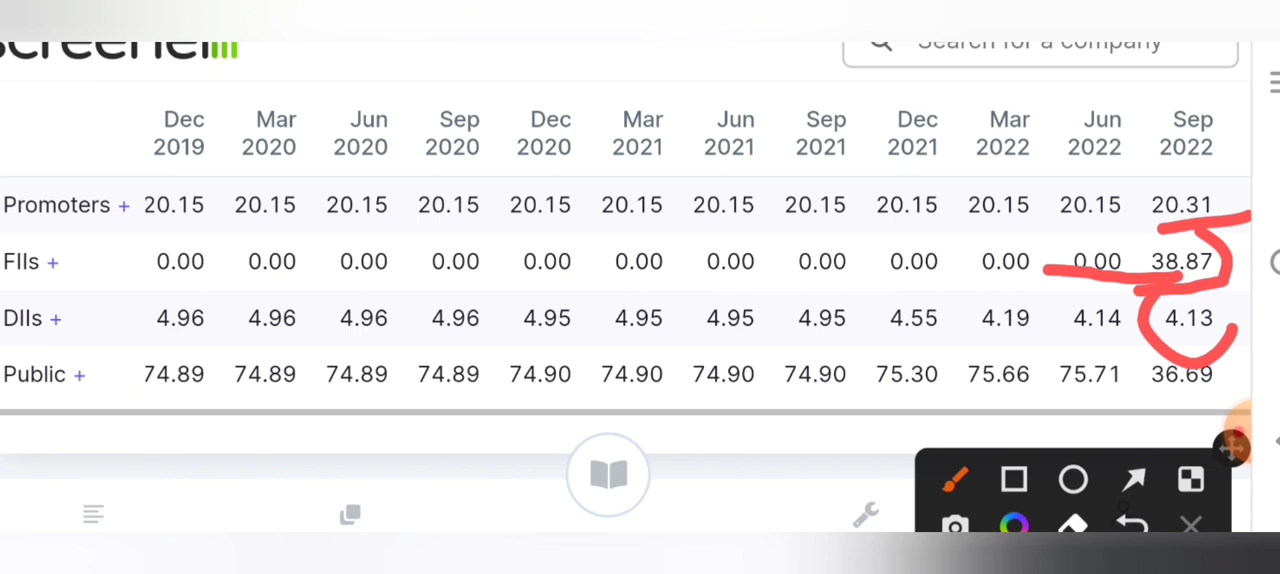 screener
Search for a company
Dec Mar Jun Sep Dec Mar Jun Sep Dec Mar Jun Sep
2019 2020 2020 2020 2020 2021 2021 2021 2021 2022 2022 2022
Promoters + 20.15 20.15 20.15 20.15 20.15 20.15 20.15 20.15 20.15 20.15 20.15 20.31
FIIs + 0.00 0.00 0.00 0.00 0.00 0.00 0.00 0.00 0.00 0.00 0.00 38.87
DIIs + 4.96 4.96 4.96 4.96 4.95 4.95 4.95 4.95 4.55 4.19 4.14 4.13
Public + 74.89 74.89 74.89 74.89 74.90 74.90 74.90 74.90 75.30 75.66 75.71 36.69